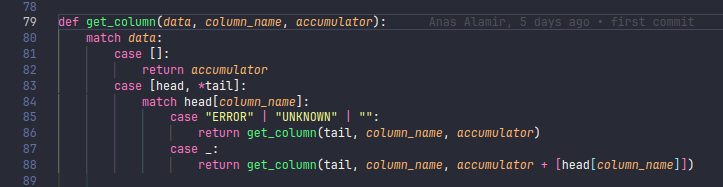 78
79 def get_column(data, column_name, accumulator): Anas Alamir, 5 days ago • first commit
80     match data:
81         case []:
82             return accumulator
83         case [head, *tail]:
84             match head[column_name]:
85                 case "ERROR" | "UNKNOWN" | "":
86                     return get_column(tail, column_name, accumulator)
87                 case _:
88                     return get_column(tail, column_name, accumulator + [head[column_name]])
89